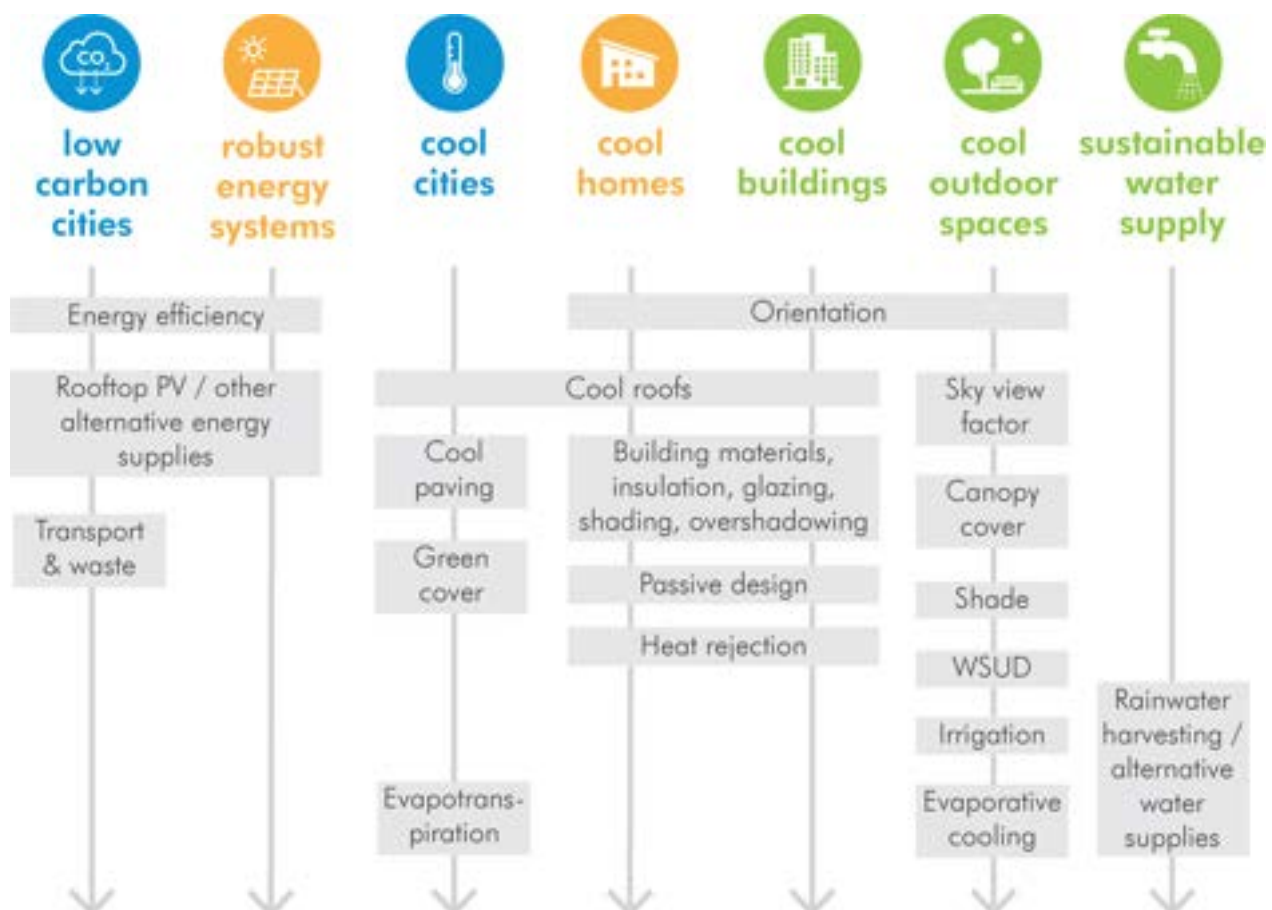 CO₂
low
carbon
cities
robust
energy
systems
cool
cities
cool
homes
cool
buildings
cool
outdoor
spaces
sustainable
water
supply
Energy efficiency
Orientation
Rooftop PV / other
alternative energy
supplies
Cool roofs
Sky view
factor
Cool
paving
Building materials,
insulation, glazing,
shading, overshadowing
Canopy
cover
Transport
& waste
Green
cover
Passive design
Shade
Heat rejection
WSUD
Irrigation
Rainwater
harvesting /
alternative
water
supplies
Evapotrans-
piration
Evaporative
cooling